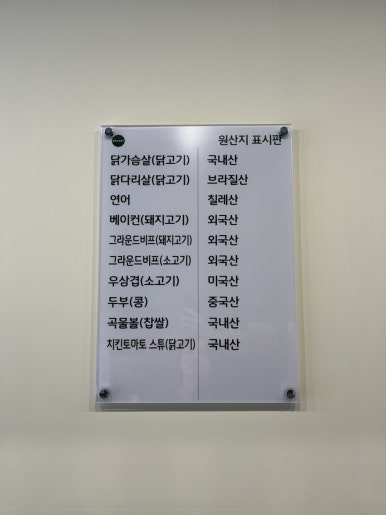 원산지 표시판
닭가슴살(닭고기) 국내산
닭다리살(닭고기) 브라질산
연어 칠레산
베이컨(돼지고기) 외국산
그라운드비프(돼지고기) 외국산
그라운드비프(소고기) 외국산
우삼겹(소고기) 미국산
두부(콩) 중국산
곡물볼(찹쌀) 국내산
치킨토마토 스튜(닭고기) 국내산